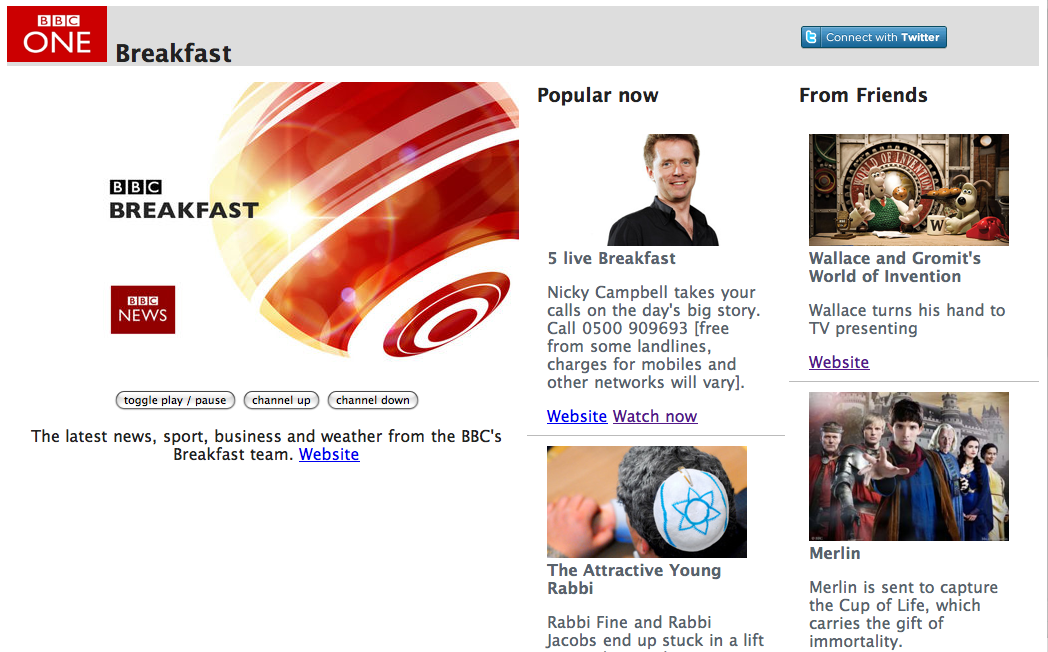 BBC
ONE
Breakfast
Connect with Twitter
BBC
BREAKFAST
BBC
NEWS
toggle play / pause
channel up
channel down
The latest news, sport, business and weather from the BBC's
Breakfast team. Website
Popular now
5 live Breakfast
Nicky Campbell takes your
calls on the day's big story.
Call 0500 909693 [free
from some landlines,
charges for mobiles and
other networks will vary].
Website Watch now
The Attractive Young
Rabbi
Rabbi Fine and Rabbi
Jacobs end up stuck in a lift
From Friends
WORLD OF INVENTION
W
Wallace and Gromit's
World of Invention
Wallace turns his hand to
TV presenting
Website
Merlin
Merlin is sent to capture
the Cup of Life, which
carries the gift of
immortality.